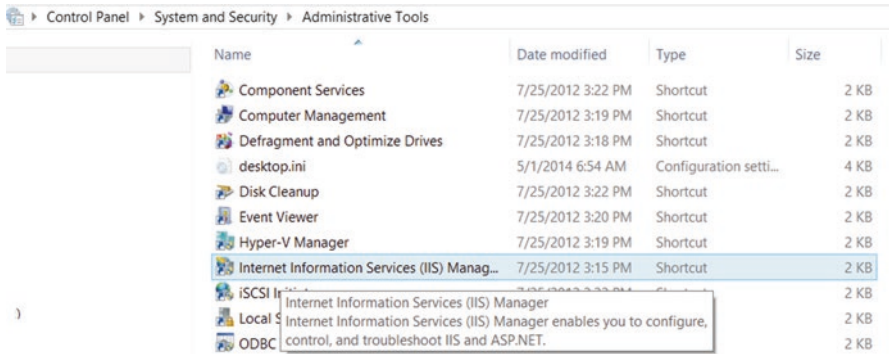 Control Panel ▸ System and Security ▸ Administrative Tools
Name Date modified Type Size
Component Services 7/25/2012 3:22 PM Shortcut 2 KB
Computer Management 7/25/2012 3:19 PM Shortcut 2 KB
Defragment and Optimize Drives 7/25/2012 3:18 PM Shortcut 2 KB
desktop.ini 5/1/2014 6:54 AM Configuration setti... 4 KB
Disk Cleanup 7/25/2012 3:22 PM Shortcut 2 KB
Event Viewer 7/25/2012 3:20 PM Shortcut 2 KB
Hyper-V Manager 7/25/2012 3:19 PM Shortcut 2 KB
Internet Information Services (IIS) Manag... 7/25/2012 3:15 PM Shortcut 2 KB
iSCSI 2 KB
Internet Information Services (IIS) Manager
) Local 2 KB
Internet Information Services (IIS) Manager enables you to configure,
control, and troubleshoot IIS and ASP.NET.
ODBC 2 KB